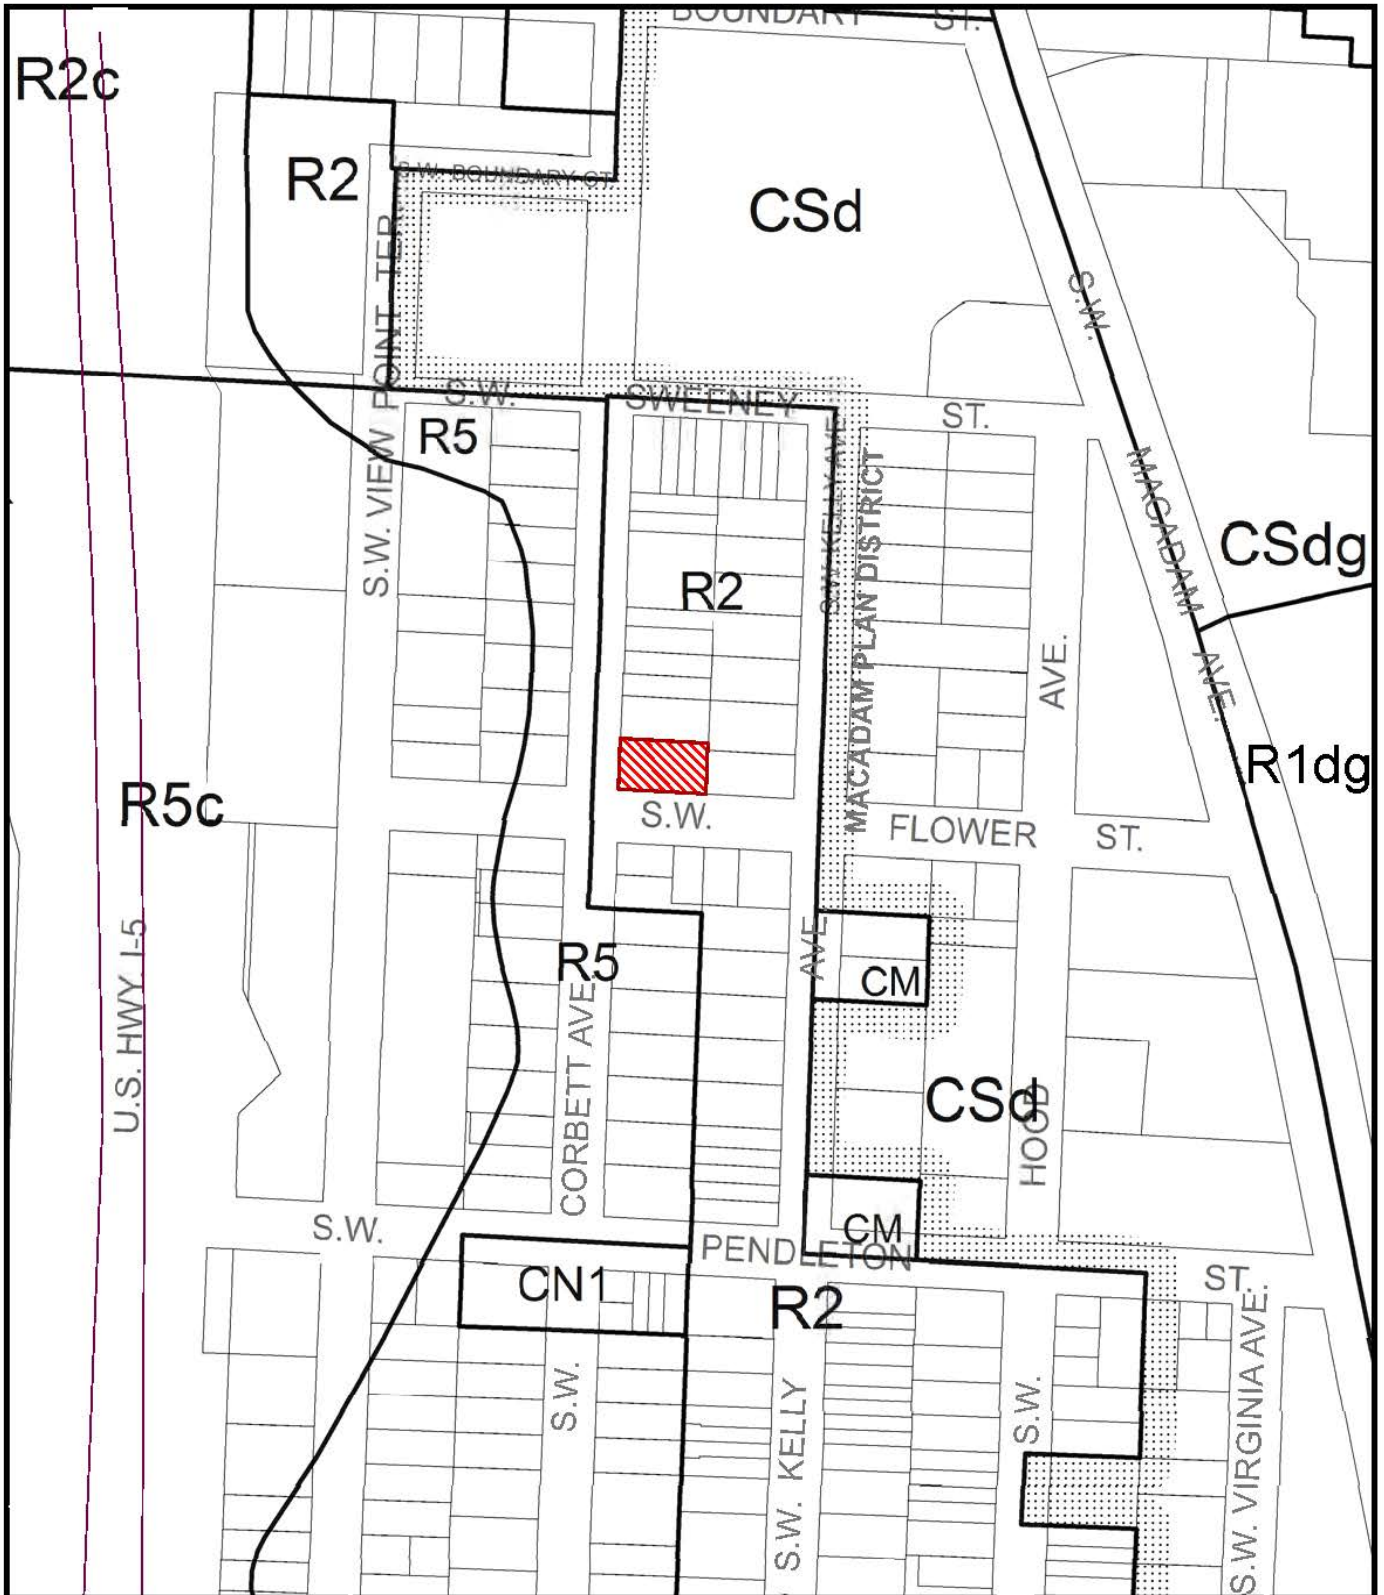 BOUNDARY ST.
R2c
R2
S.W. BOUNDARY CT.
CSd
S.W. VIEW POINT TER.
S.W.
MACADAM
AVE.
S.W.
SWEENEY
ST.
R5
S.W. KELLY AVE
MACADAM PLAN DISTRICT
CSdg
R2
AVE.
R1dg
R5c
S.W.
FLOWER
ST.
U.S. HWY I-5
R5
AVE
CM
CORBETT AVE.
CSd
HOOD
S.W.
CM
PENDLETON
ST.
CN1
R2
S.W.
S.W. KELLY
S.W.
S.W. VIRGINIA AVE.